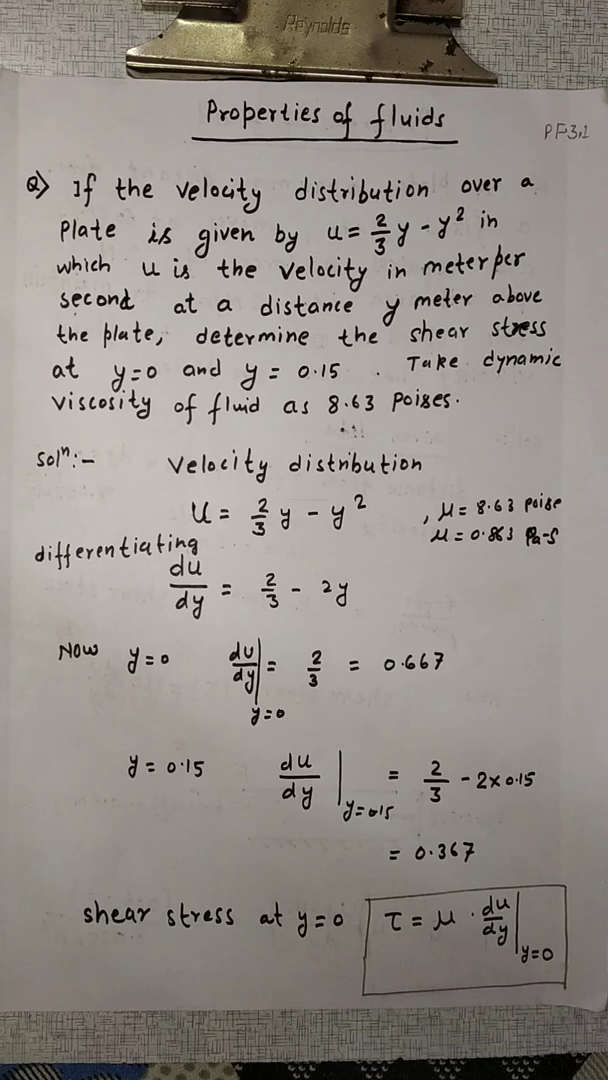 Reynolds
Properties of fluids
PF3.1
Q) If the velocity distribution over a
plate is given by u = 2/3 y - y² in
which u is the velocity in meter per
second at a distance y meter above
the plate, determine the shear stress
at y=0 and y = 0.15 . Take dynamic
viscosity of fluid as 8.63 poises.
Solⁿ:- Velocity distribution
U = 2/3 y - y² , μ = 8.63 poise
μ = 0.863 Pa-s
differentiating
du/dy = 2/3 - 2y
Now y=0 du/dy|y=0 = 2/3 = 0.667
y = 0.15 du/dy|y=0.15 = 2/3 - 2×0.15
= 0.367
shear stress at y=0 τ = μ . du/dy|y=0